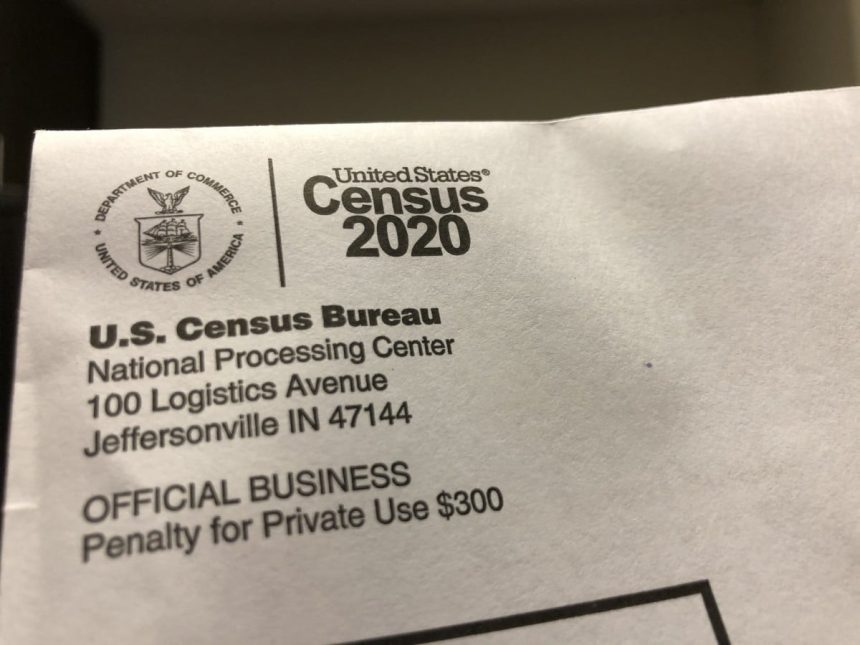 DEPARTMENT OF COMMERCE
UNITED STATES OF AMERICA
United States®
Census
2020
U.S. Census Bureau
National Processing Center
100 Logistics Avenue
Jeffersonville IN 47144
OFFICIAL BUSINESS
Penalty for Private Use $300